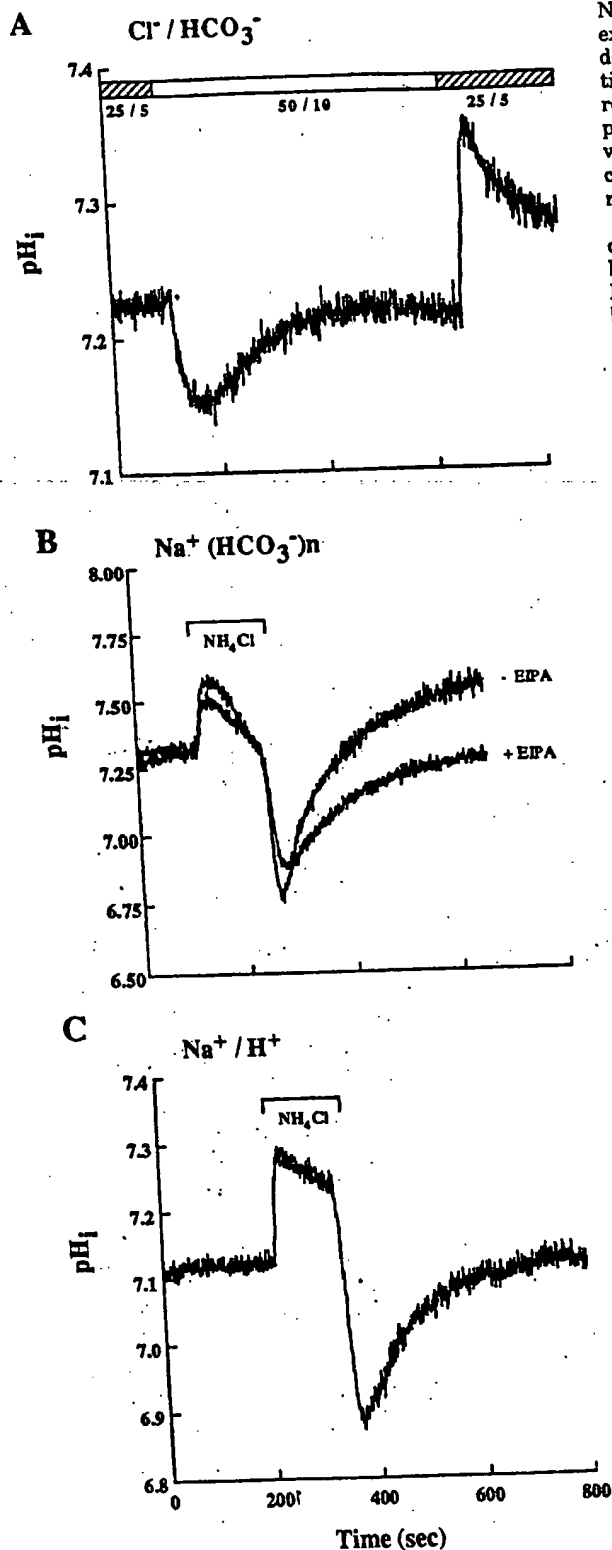 A
Cl⁻ / HCO₃⁻
7.4
25 / 5
50 / 10
25 / 5
7.3
pHᵢ
7.2
7.1
B
Na⁺ (HCO₃⁻)n
8.00
7.75
NH₄Cl
7.50
- EIPA
pHᵢ
7.25
+ EIPA
7.00
6.75
6.50
C
Na⁺ / H⁺
7.4
NH₄Cl
7.3
7.2
pHᵢ
7.1
7.0
6.9
6.8
0
200
400
600
800
Time (sec)